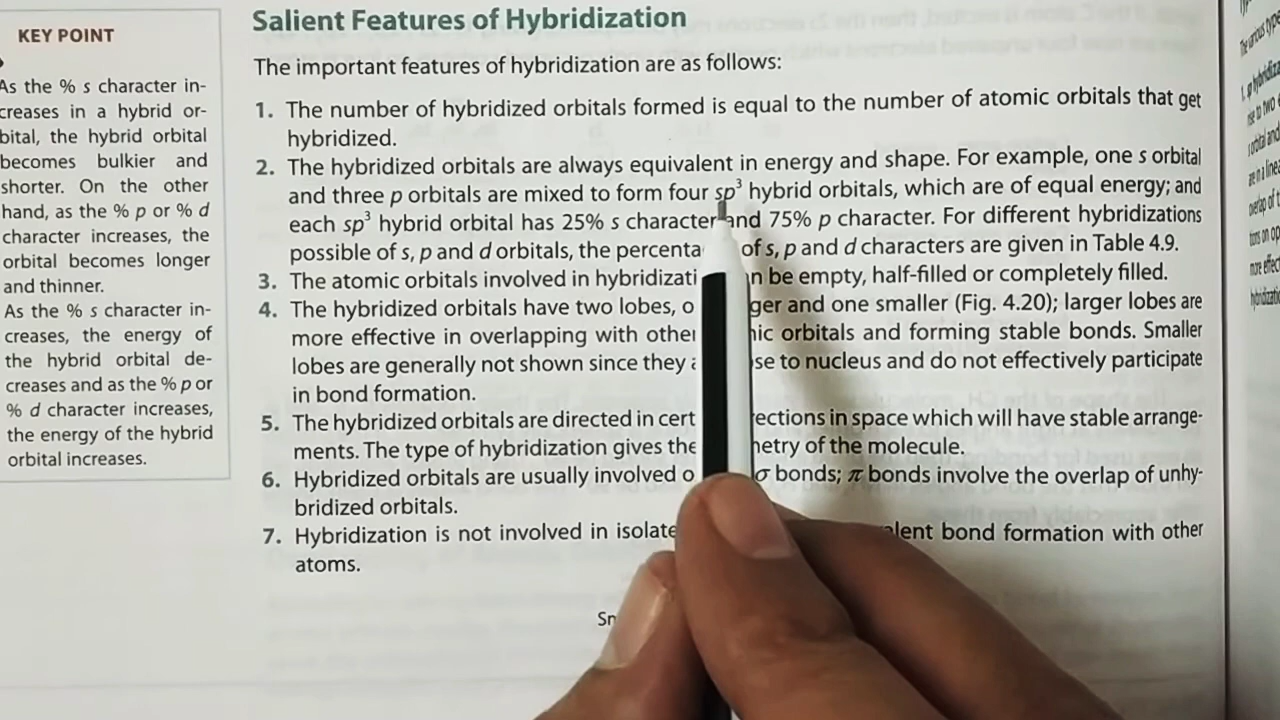 KEY POINT
As the % s character in-
creases in a hybrid or-
bital, the hybrid orbital
becomes bulkier and
shorter. On the other
hand, as the % p or % d
character increases, the
orbital becomes longer
and thinner.
As the % s character in-
creases, the energy of
the hybrid orbital de-
creases and as the % p or
% d character increases,
the energy of the hybrid
orbital increases.
Salient Features of Hybridization
The important features of hybridization are as follows:
1. The number of hybridized orbitals formed is equal to the number of atomic orbitals that get
hybridized.
2. The hybridized orbitals are always equivalent in energy and shape. For example, one s orbital
and three p orbitals are mixed to form four sp³ hybrid orbitals, which are of equal energy; and
each sp³ hybrid orbital has 25% s character and 75% p character. For different hybridizations
possible of s, p and d orbitals, the percenta of s, p and d characters are given in Table 4.9.
3. The atomic orbitals involved in hybridizati n be empty, half-filled or completely filled.
4. The hybridized orbitals have two lobes, o ger and one smaller (Fig. 4.20); larger lobes are
more effective in overlapping with other ic orbitals and forming stable bonds. Smaller
lobes are generally not shown since they se to nucleus and do not effectively participate
in bond formation.
5. The hybridized orbitals are directed in cert ections in space which will have stable arrange-
ments. The type of hybridization gives the metry of the molecule.
6. Hybridized orbitals are usually involved o σ bonds; π bonds involve the overlap of unhy-
bridized orbitals.
7. Hybridization is not involved in isolate alent bond formation with other
atoms.